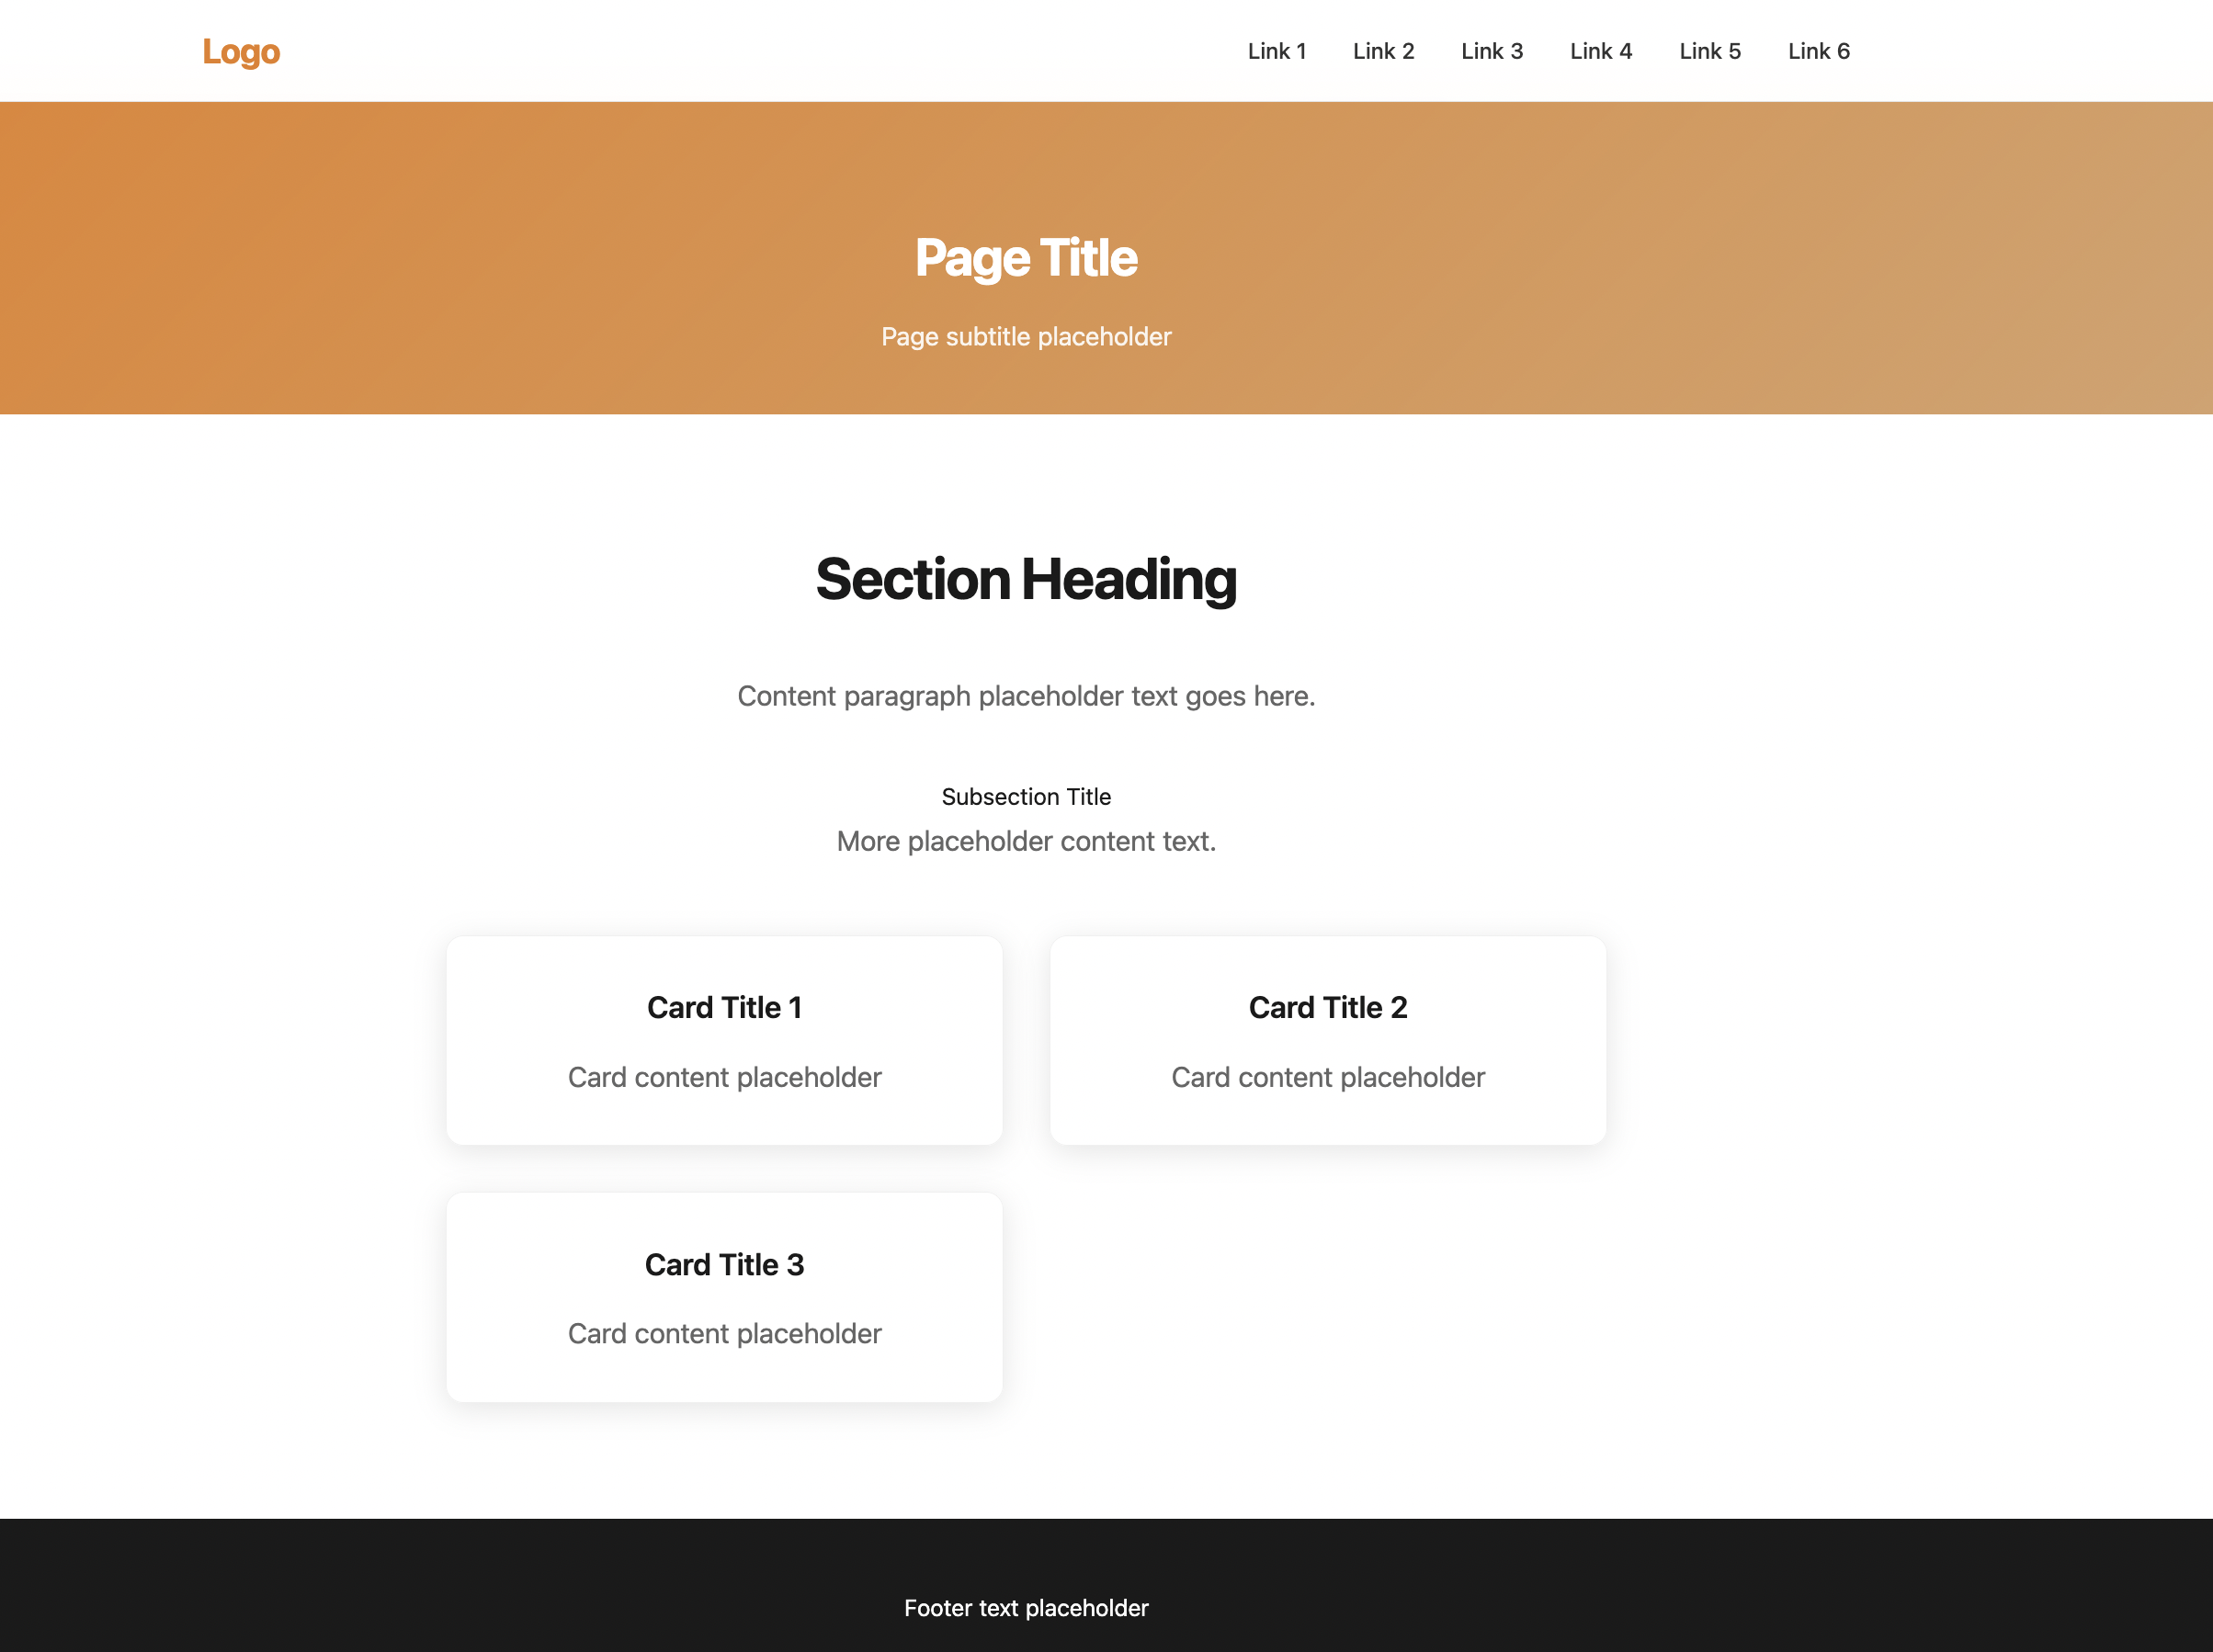 Logo
Link 1 Link 2 Link 3 Link 4 Link 5 Link 6
Page Title
Page subtitle placeholder
Section Heading
Content paragraph placeholder text goes here.
Subsection Title
More placeholder content text.
Card Title 1
Card content placeholder
Card Title 2
Card content placeholder
Card Title 3
Card content placeholder
Footer text placeholder